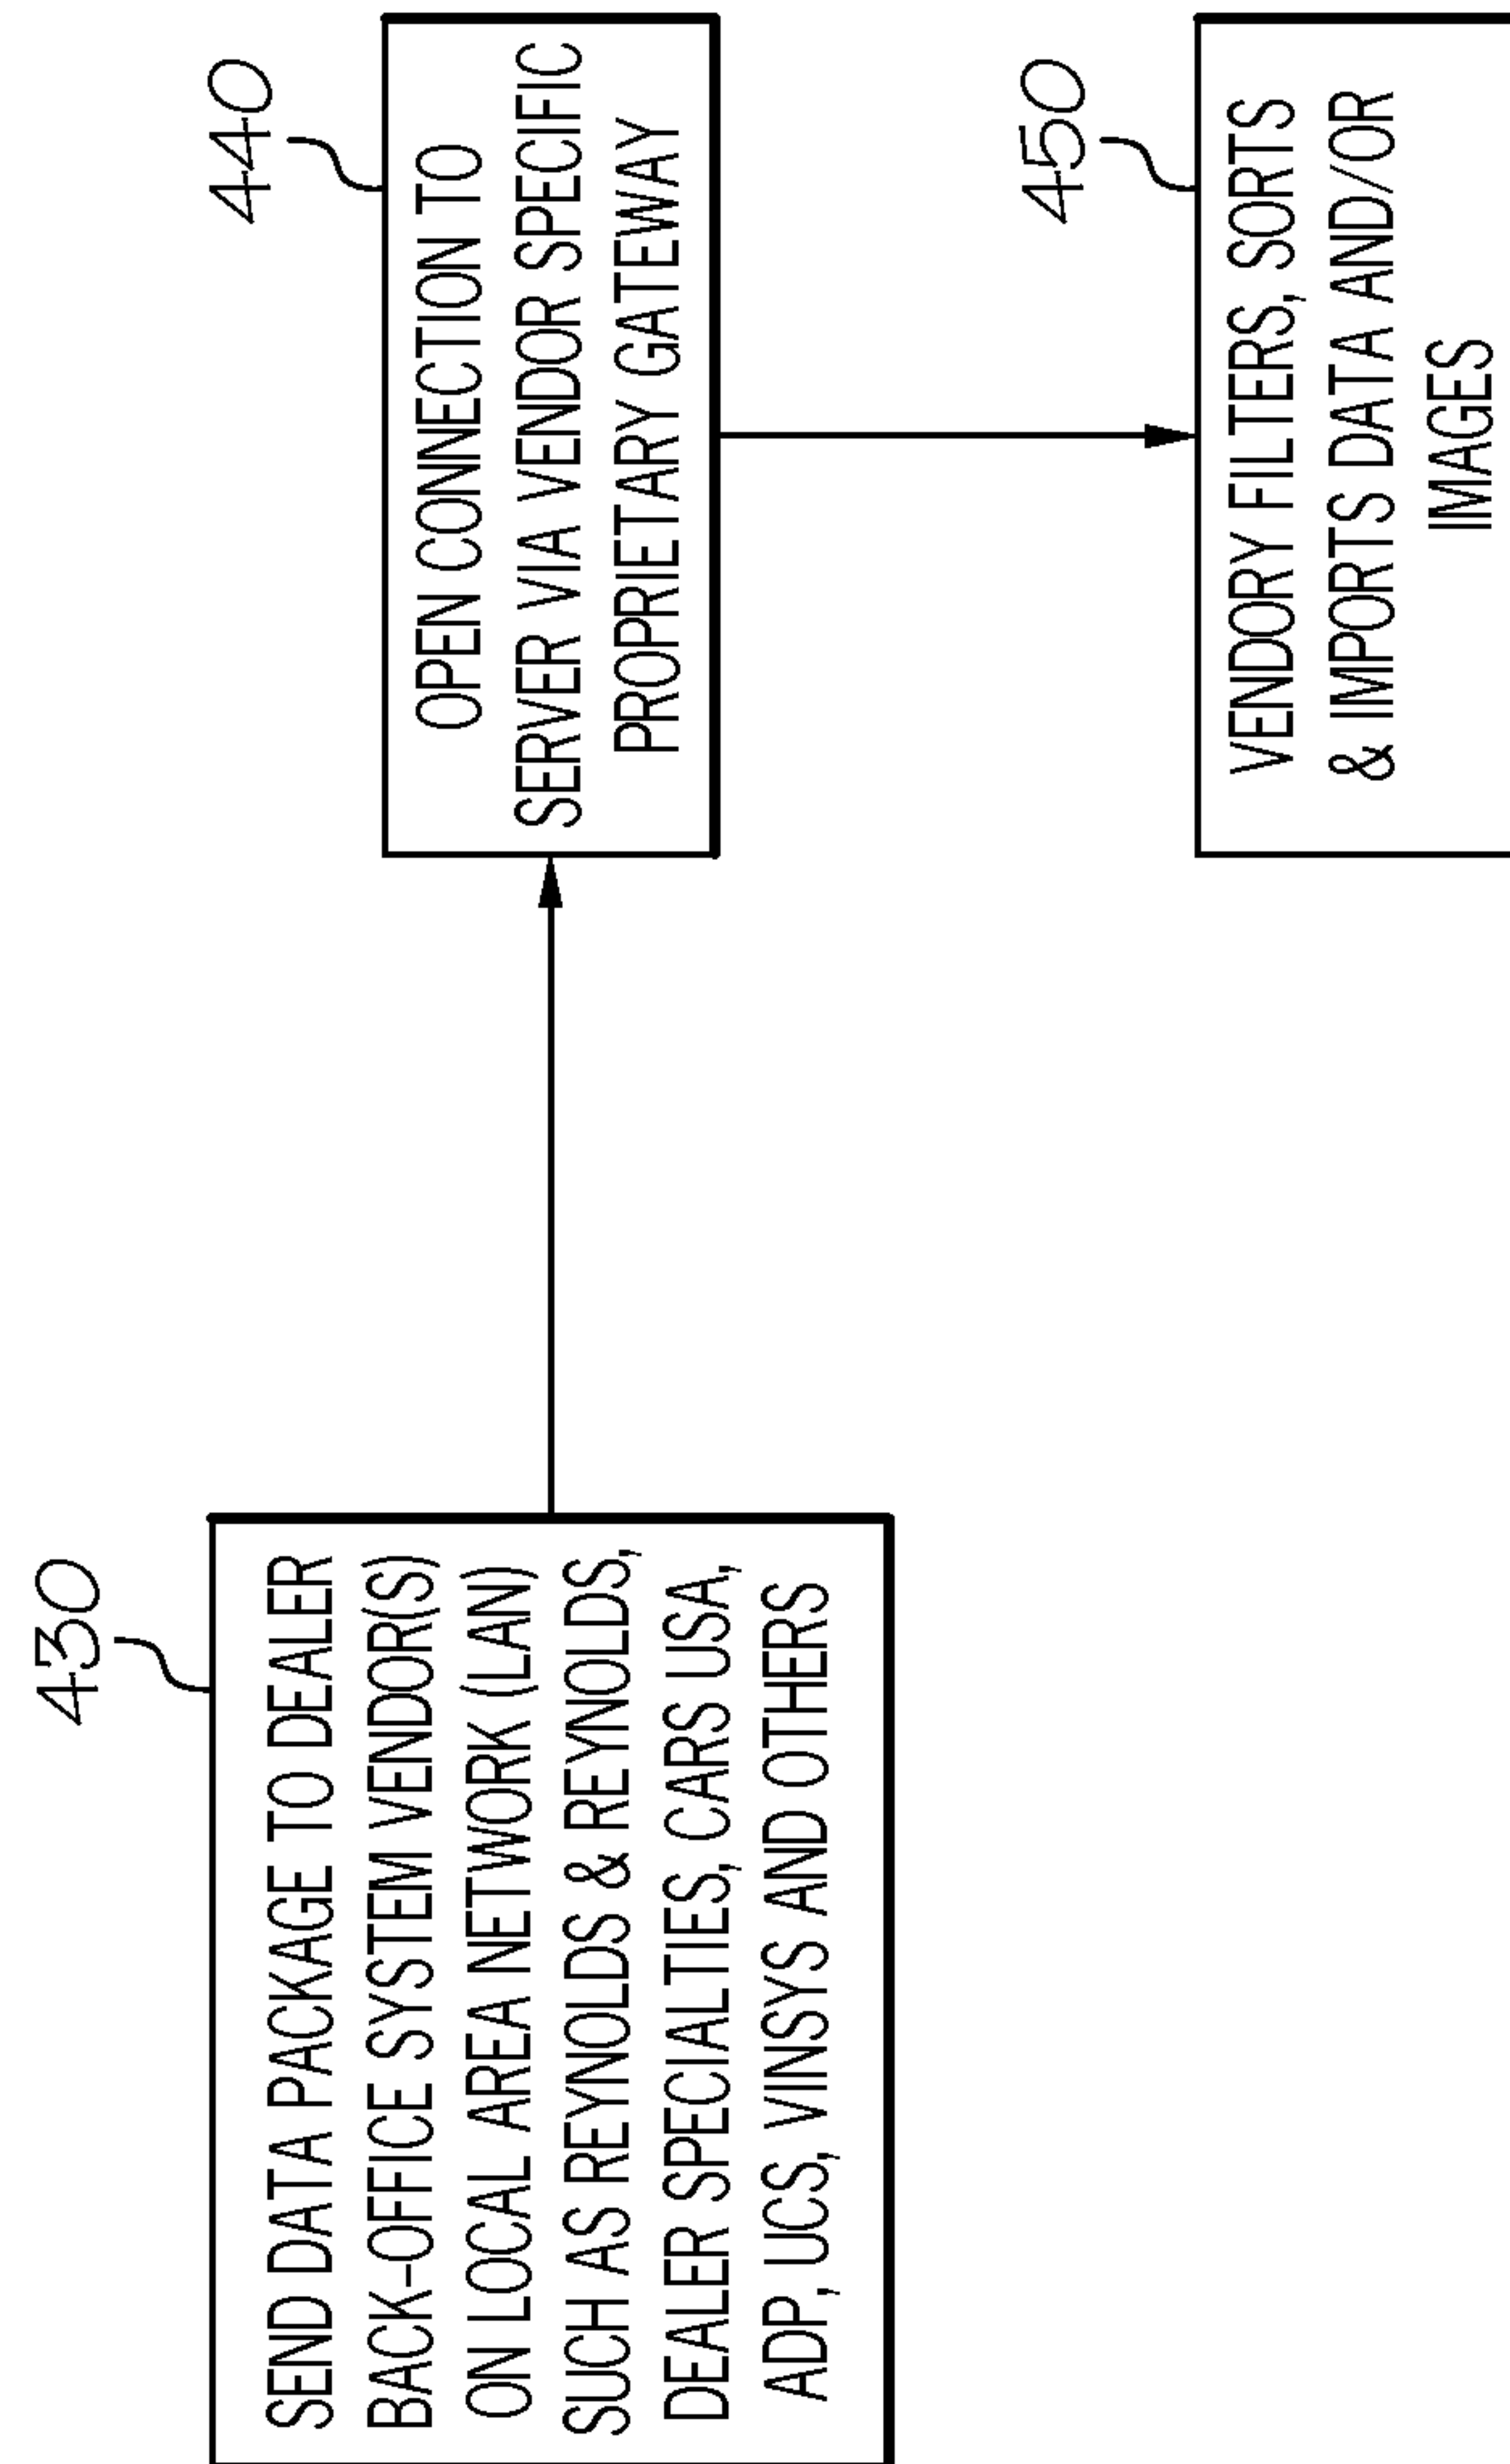 430
SEND DATA PACKAGE TO DEALER
BACK-OFFICE SYSTEM VENDOR(S)
ON LOCAL AREA NETWORK (LAN)
SUCH AS REYNOLDS & REYNOLDS,
DEALER SPECIALTIES, CARS USA,
ADP, UCS, VINSYS AND OTHERS
440
OPEN CONNECTION TO
SERVER VIA VENDOR SPECIFIC
PROPRIETARY GATEWAY
450
VENDORY FILTERS, SORTS
& IMPORTS DATA AND/OR
IMAGES